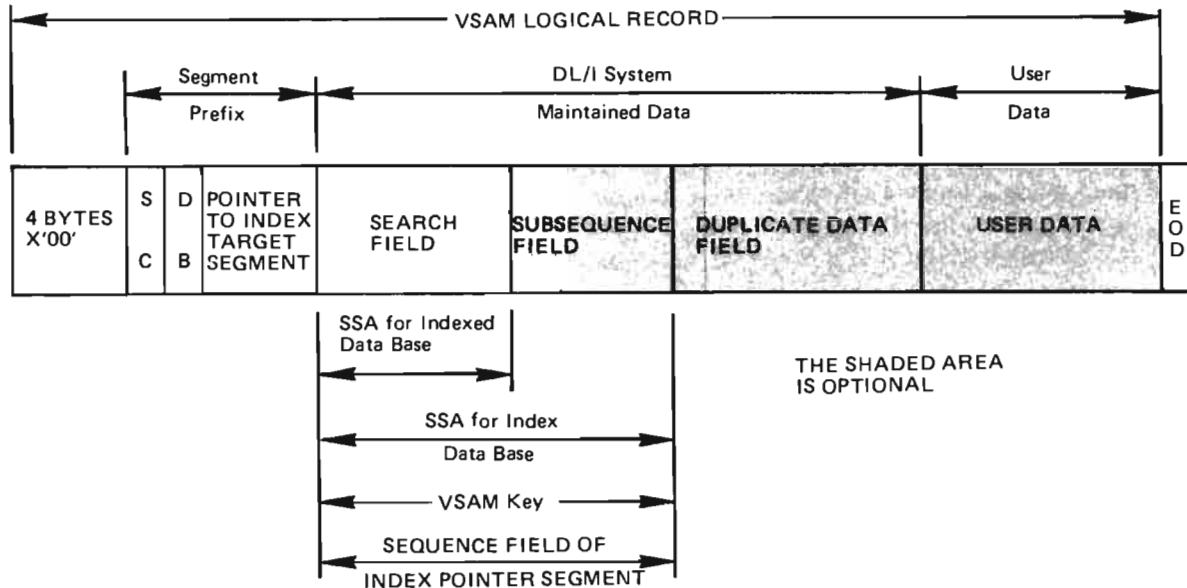 VSAM LOGICAL RECORD
Segment
Prefix
DL/I System
Maintained Data
User
Data
4 BYTES
X'00'
S
C
D
B
POINTER
TO INDEX
TARGET
SEGMENT
SEARCH
FIELD
SUBSEQUENCE
FIELD
DUPLICATE DATA
FIELD
USER DATA
E
O
D
SSA for Indexed
Data Base
THE SHADED AREA
IS OPTIONAL
SSA for Index
Data Base
VSAM Key
SEQUENCE FIELD OF
INDEX POINTER SEGMENT